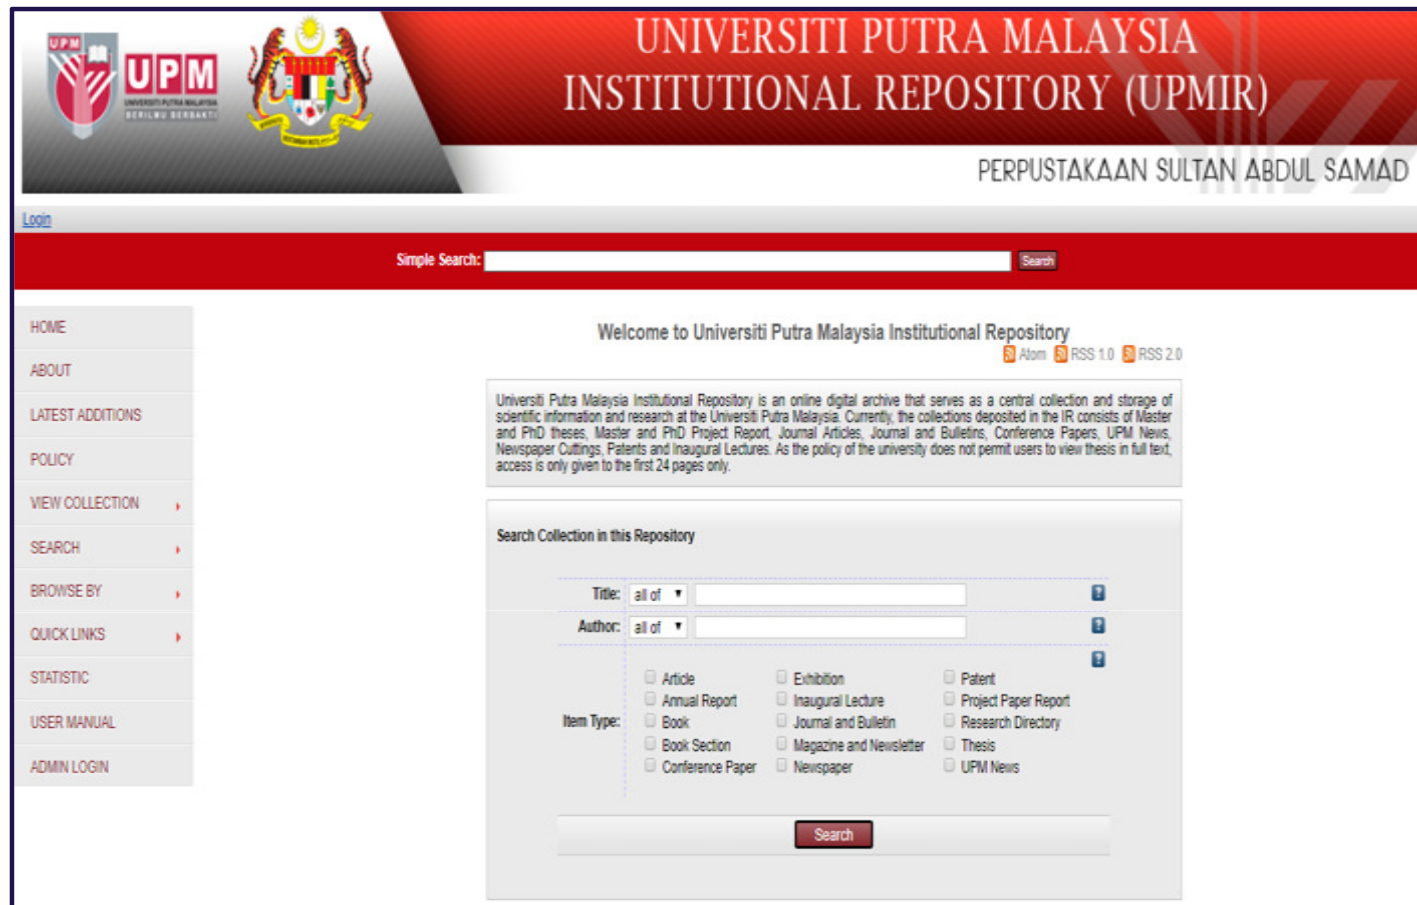 UPM
UPM
UNIVERSITI PUTRA MALAYSIA
BERILMU BERBAKTI
UNIVERSITI PUTRA MALAYSIA
INSTITUTIONAL REPOSITORY (UPMIR)
PERPUSTAKAAN SULTAN ABDUL SAMAD
Login
Simple Search:
Search
HOME
ABOUT
LATEST ADDITIONS
POLICY
VIEW COLLECTION
SEARCH
BROWSE BY
QUICK LINKS
STATISTIC
USER MANUAL
ADMIN LOGIN
Welcome to Universiti Putra Malaysia Institutional Repository
Atom RSS 1.0 RSS 2.0
Universiti Putra Malaysia Institutional Repository is an online digital archive that serves as a central collection and storage of
scientific information and research at the Universiti Putra Malaysia. Currently, the collections deposited in the IR consists of Master
and PhD theses, Master and PhD Project Report, Journal Articles, Journal and Bulletins, Conference Papers, UPM News,
Newspaper Cuttings, Patents and Inaugural Lectures. As the policy of the university does not permit users to view thesis in full text,
access is only given to the first 24 pages only.
Search Collection in this Repository
Title: all of ?
Author: all of ?
?
Item Type:
Article Exhibition Patent
Annual Report Inaugural Lecture Project Paper Report
Book Journal and Bulletin Research Directory
Book Section Magazine and Newsletter Thesis
Conference Paper Newspaper UPM News
Search